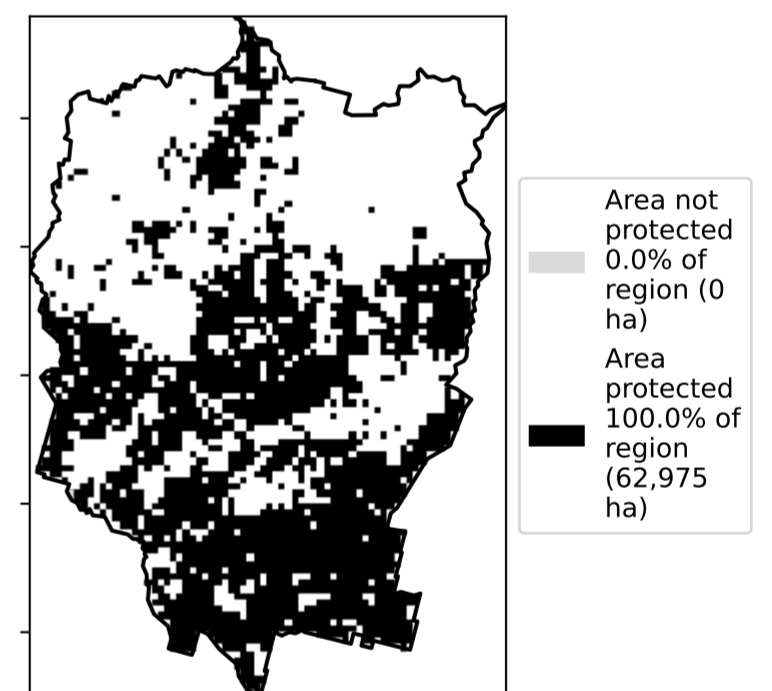 Area not
protected
0.0% of
region (0
ha)
Area
protected
100.0% of
region
(62,975
ha)